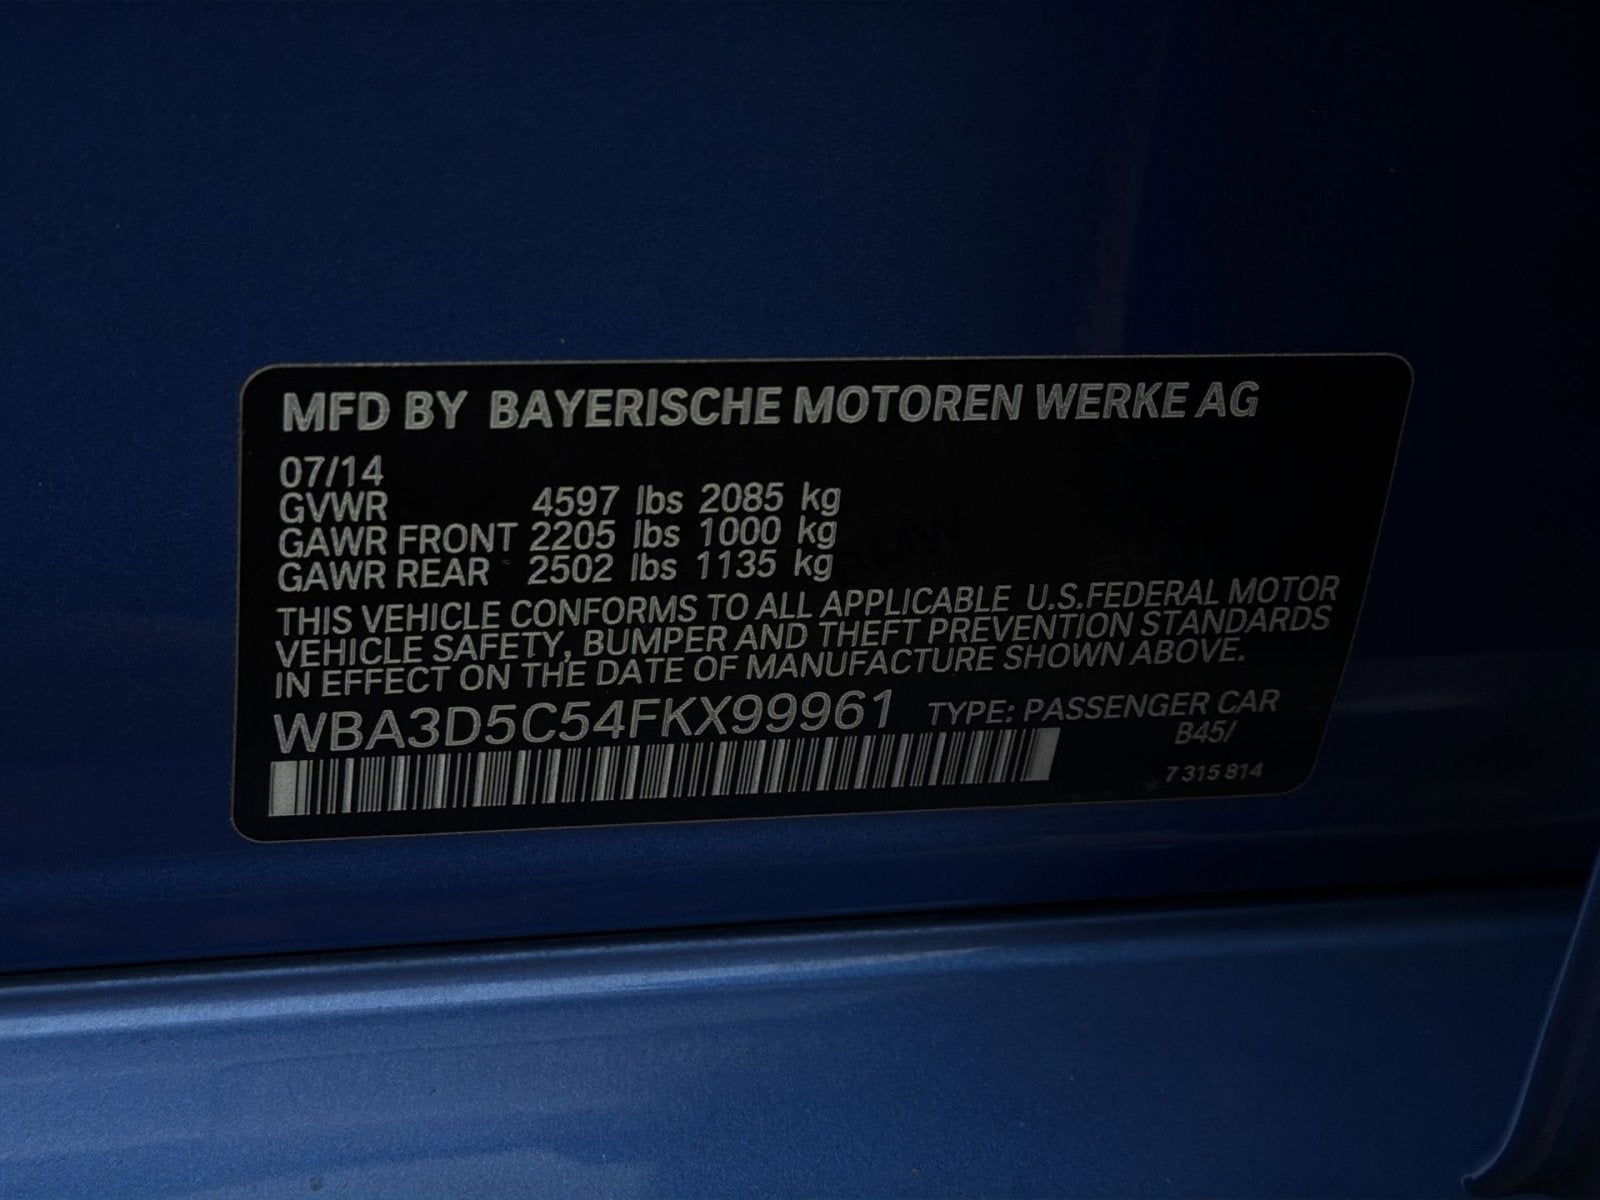 MFD BY BAYERISCHE MOTOREN WERKE AG
07/14
GVWR 4597 lbs 2085 kg
GAWR FRONT 2205 lbs 1000 kg
GAWR REAR 2502 lbs 1135 kg
THIS VEHICLE CONFORMS TO ALL APPLICABLE U.S.FEDERAL MOTOR
VEHICLE SAFETY, BUMPER AND THEFT PREVENTION STANDARDS
IN EFFECT ON THE DATE OF MANUFACTURE SHOWN ABOVE.
WBA3D5C54FKX99961 TYPE: PASSENGER CAR
B45/
7 315 814